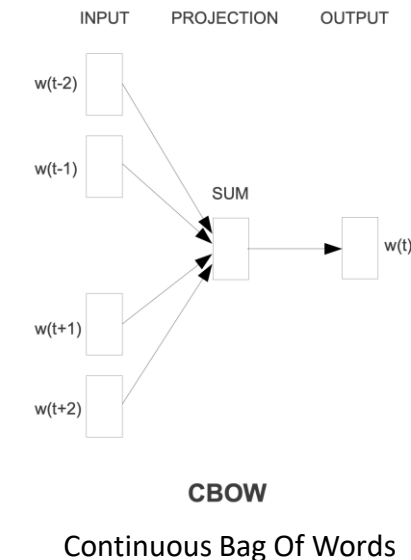 INPUT PROJECTION OUTPUT
w(t-2)
w(t-1)
SUM
w(t)
w(t+1)
w(t+2)
CBOW
Continuous Bag Of Words